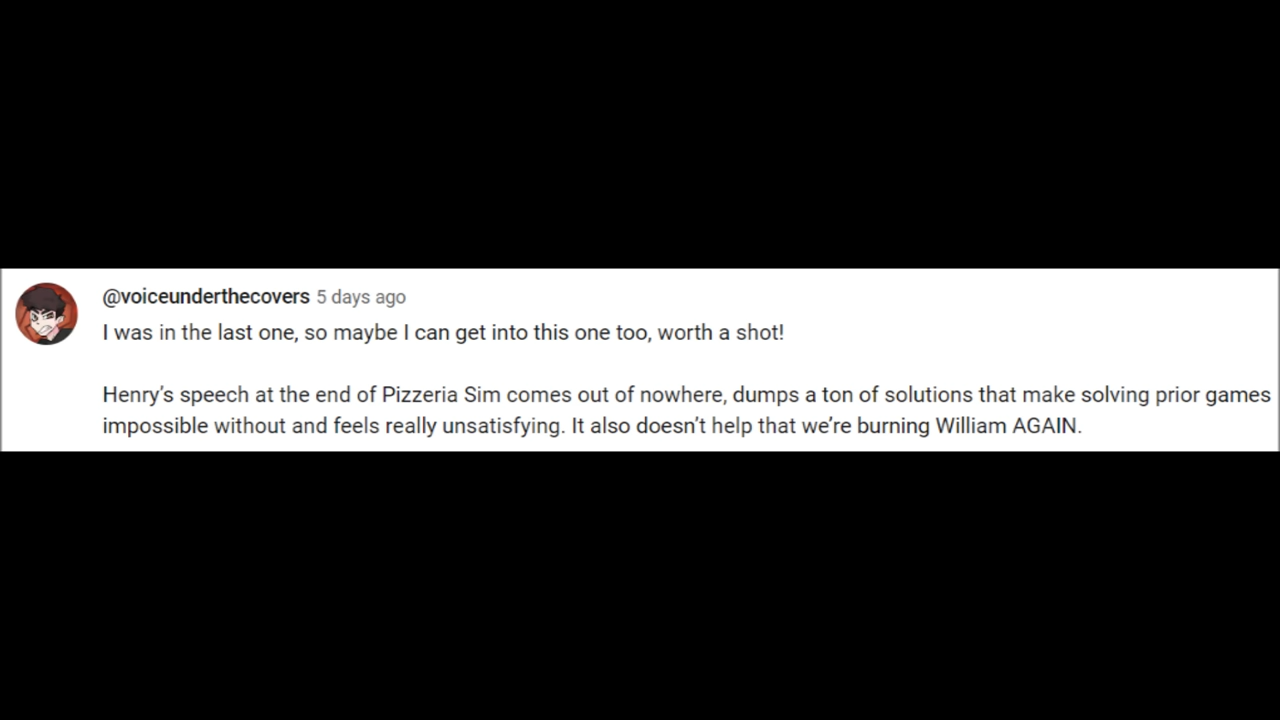 @voiceunderthecovers 5 days ago
I was in the last one, so maybe I can get into this one too, worth a shot!
Henry’s speech at the end of Pizzeria Sim comes out of nowhere, dumps a ton of solutions that make solving prior games
impossible without and feels really unsatisfying. It also doesn’t help that we’re burning William AGAIN.